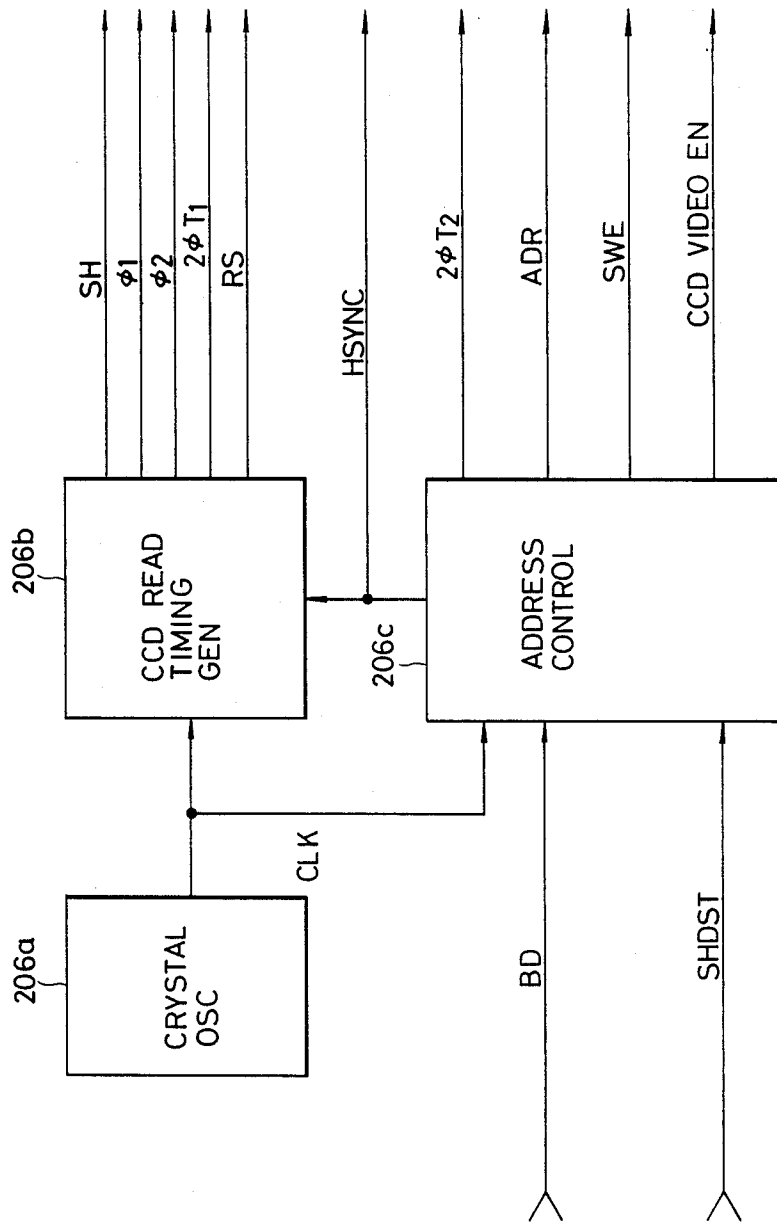 206a
CRYSTAL
OSC
CLK
206b
CCD READ
TIMING
GEN
SH
φ1
φ2
2φT1
RS
HSYNC
206c
ADDRESS
CONTROL
BD
SHDST
2φT2
ADR
SWE
CCD VIDEO EN